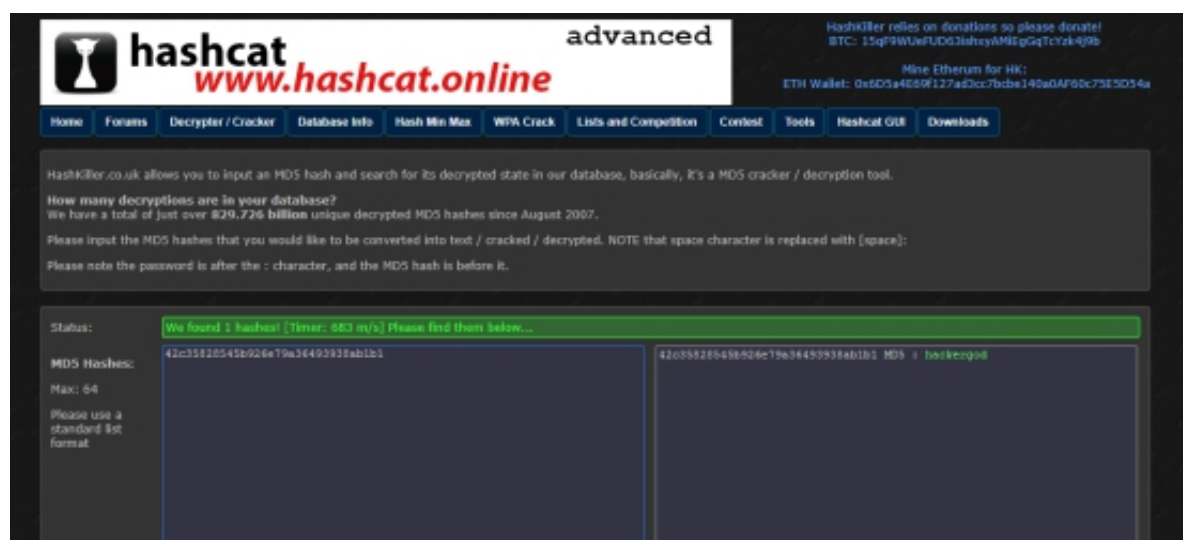 hashcat advanced
www.hashcat.online
HashKiller relies on donations so please donate!
BTC:
Mine Etherum for HK:
ETH Wallet:
Home Forums Decrypter / Cracker Database Info Hash Min Max WPA Crack Lists and Competition Contest Tools Hashcat GUI Downloads
HashKiller.co.uk allows you to input an MD5 hash and search for its decrypted state in our database, basically, it's a MD5 cracker / decryption tool.
How many decryptions are in your database?
We have a total of just over 829.726 billion unique decrypted MD5 hashes since August 2007.
Please input the MD5 hashes that you would like to be converted into text / cracked / decrypted. NOTE that space character is replaced with [space]:
Please note the password is after the : character, and the MD5 hash is before it.
Status: We found 1 hashes! [Timer: 683 m/s] Please find them below...
MD5 Hashes: 42c35828545b926e79a36493938ab1b1 42c35828545b926e79a36493938ab1b1 MD5 : hackergod
Max: 64
Please use a
standard list
format